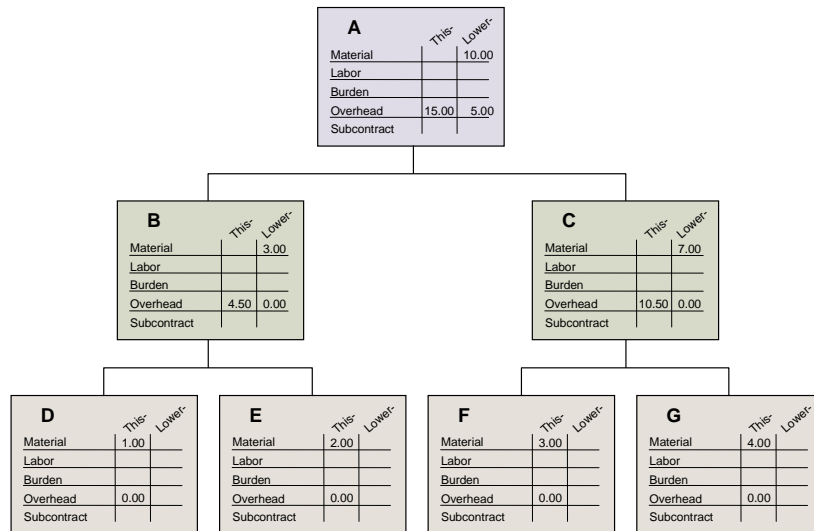 A This- Lower-
Material 10.00
Labor
Burden
Overhead 15.00 5.00
Subcontract
B This- Lower-
Material 3.00
Labor
Burden
Overhead 4.50 0.00
Subcontract
C This- Lower-
Material 7.00
Labor
Burden
Overhead 10.50 0.00
Subcontract
D This- Lower-
Material 1.00
Labor
Burden
Overhead 0.00
Subcontract
E This- Lower-
Material 2.00
Labor
Burden
Overhead 0.00
Subcontract
F This- Lower-
Material 3.00
Labor
Burden
Overhead 0.00
Subcontract
G This- Lower-
Material 4.00
Labor
Burden
Overhead 0.00
Subcontract